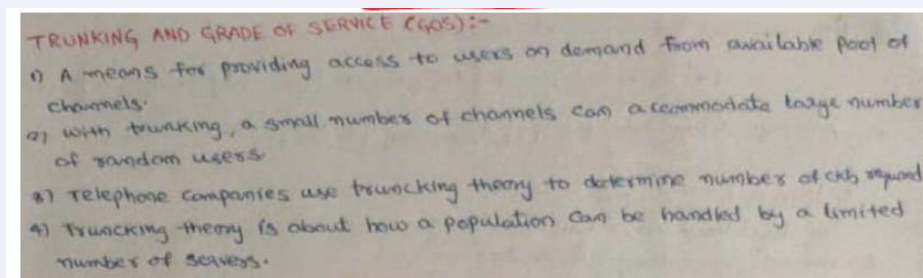 TRUNKING AND GRADE OF SERVICE (GOS):-
1) A means for providing access to users on demand from available pool of
channels.
2) With trunking, a small number of channels can accommodate large number
of random users.
3) Telephone companies use truncking theory to determine number of ckts required
4) Truncking theory is about how a population can be handled by a limited
number of servers.